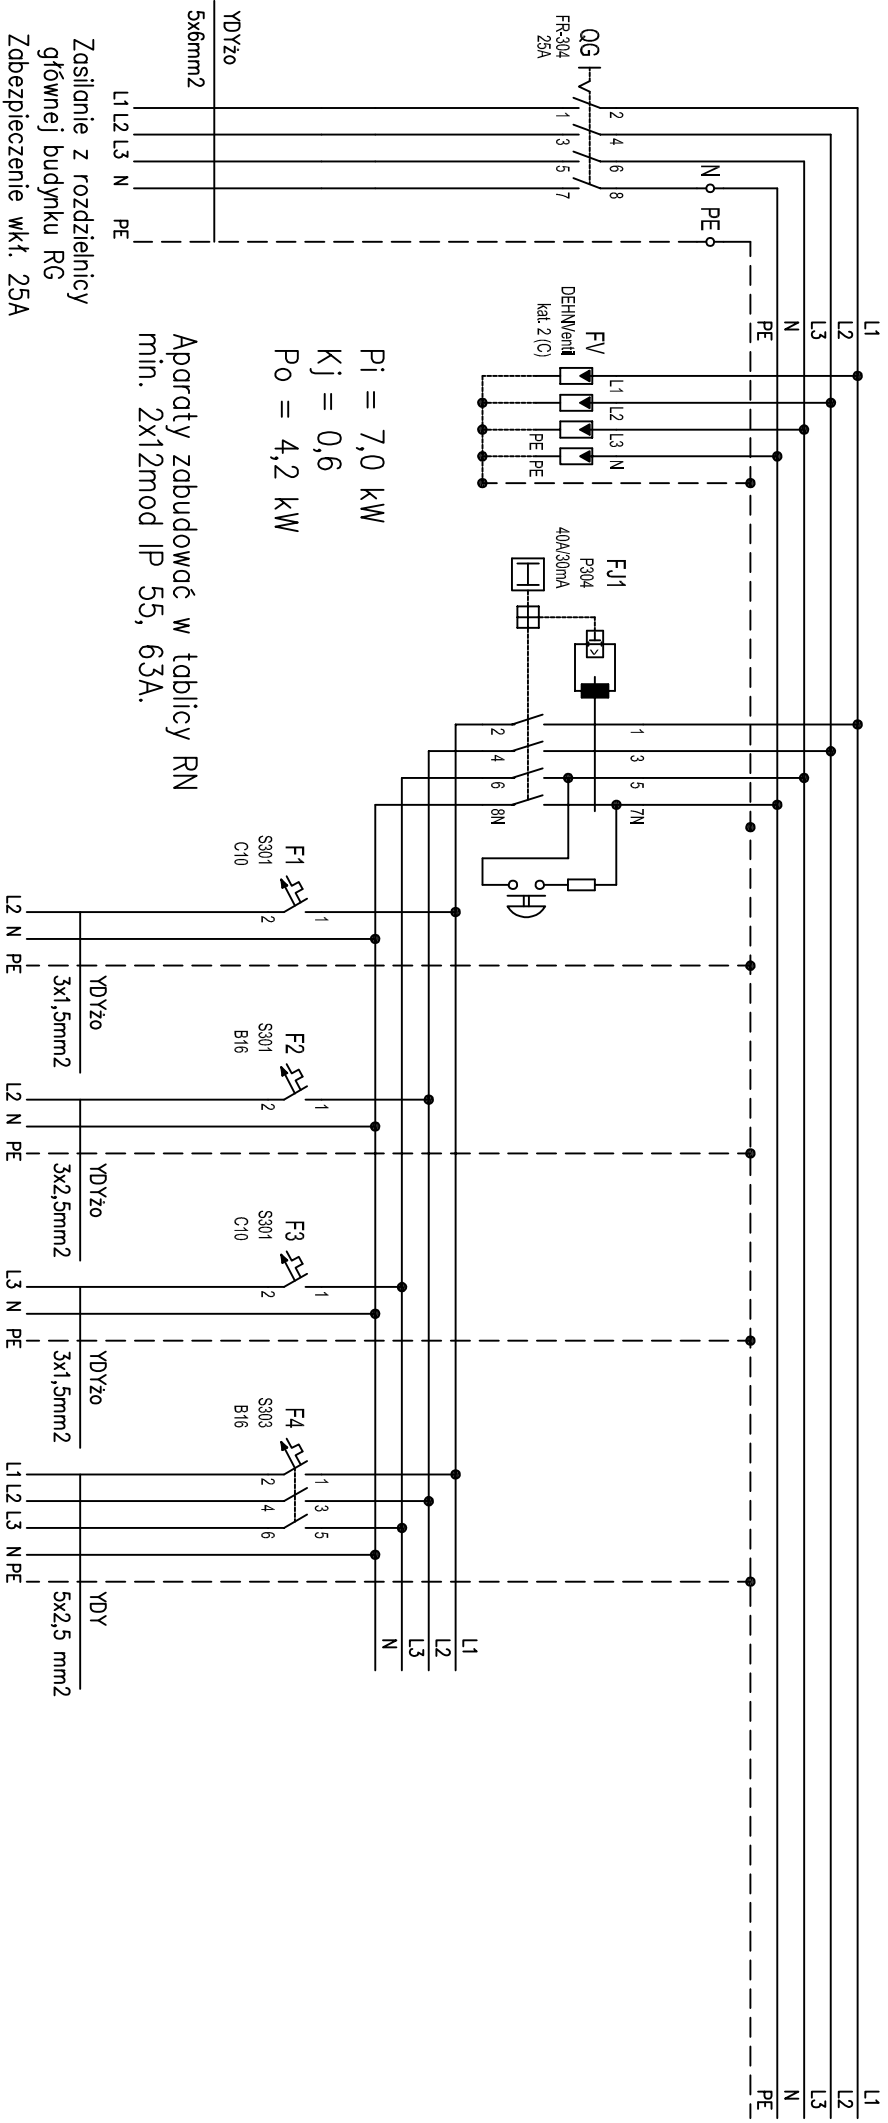 L1
L2
L3
N
PE
L1
L2
L3
N
PE
QG
FR-304
25A
2
4
6
8
1
3
5
7
N
PE
YDYżo
5x6mm2
L1 L2 L3 N PE
Zasilanie z rozdzielnicy
głównej budynku RG
Zabezpieczenie wkł. 25A
FV
DEHNVentil
kat. 2 (C)
L1
L2
L3
N
PE
PE
Pi = 7,0 kW
Kj = 0,6
Po = 4,2 kW
Aparaty zabudować w tablicy RN
min. 2x12mod IP 55, 63A.
FJ1
P304
40A/30mA
1
3
5
7N
2
4
6
8N
F1
S301
C10
1
2
YDYżo
3x1,5mm2
L2 N PE
F2
S301
B16
1
2
YDYżo
3x2,5mm2
L2 N PE
F3
S301
C10
1
2
YDYżo
3x1,5mm2
L3 N PE
F4
S303
B16
1
3
5
2
4
6
YDY
5x2,5 mm2
L1 L2 L3 N PE
L1
L2
L3
N